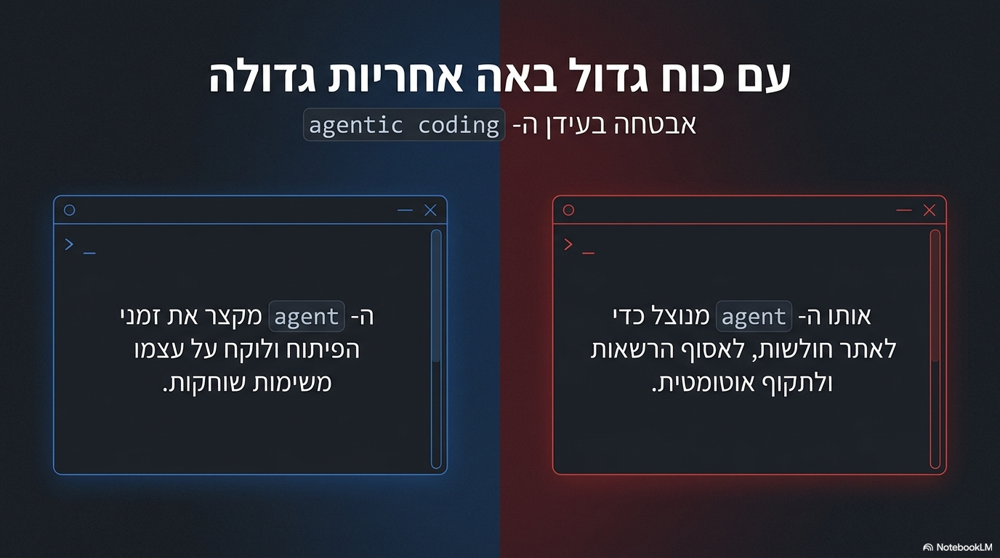 עם כוח גדול באה אחריות גדולה
אבטחה בעידן ה- agentic coding
אותו ה- agent מנוצל כדי
לאתר חולשות, לאסוף הרשאות
ולתקוף אוטומטית.
ה- agent מקצר את זמני
הפיתוח ולוקח על עצמו
משימות שוחקות.
NotebookLM